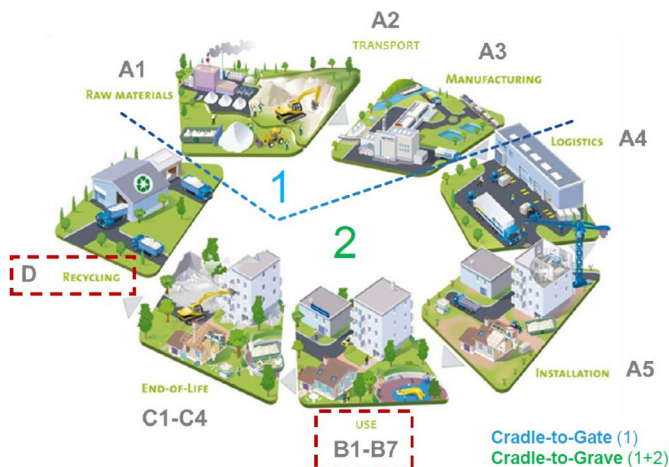 A2
TRANSPORT
A3
MANUFACTURING
A1
RAW MATERIALS
LOGISTICS
A4
1
2
D
RECYCLING
INSTALLATION
A5
END-OF-LIFE
C1-C4
USE
B1-B7
Cradle-to-Gate (1)
Cradle-to-Grave (1+2)